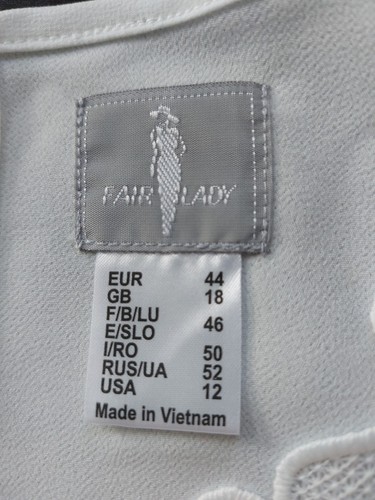 FAIR LADY
EUR 44
GB 18
F/B/LU
E/SLO 46
I/RO 50
RUS/UA 52
USA 12
Made in Vietnam